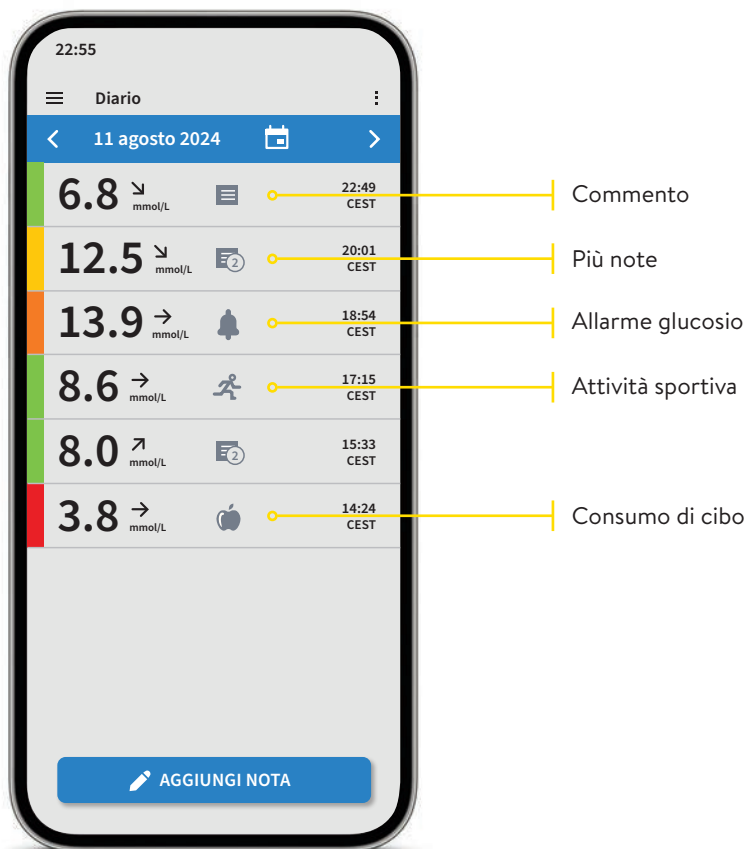 22:55
Diario
11 agosto 2024
6.8 mmol/L 22:49 CEST Commento
12.5 mmol/L 2 20:01 CEST Più note
13.9 mmol/L 18:54 CEST Allarme glucosio
8.6 mmol/L 17:15 CEST Attività sportiva
8.0 mmol/L 2 15:33 CEST
3.8 mmol/L 14:24 CEST Consumo di cibo
AGGIUNGI NOTA